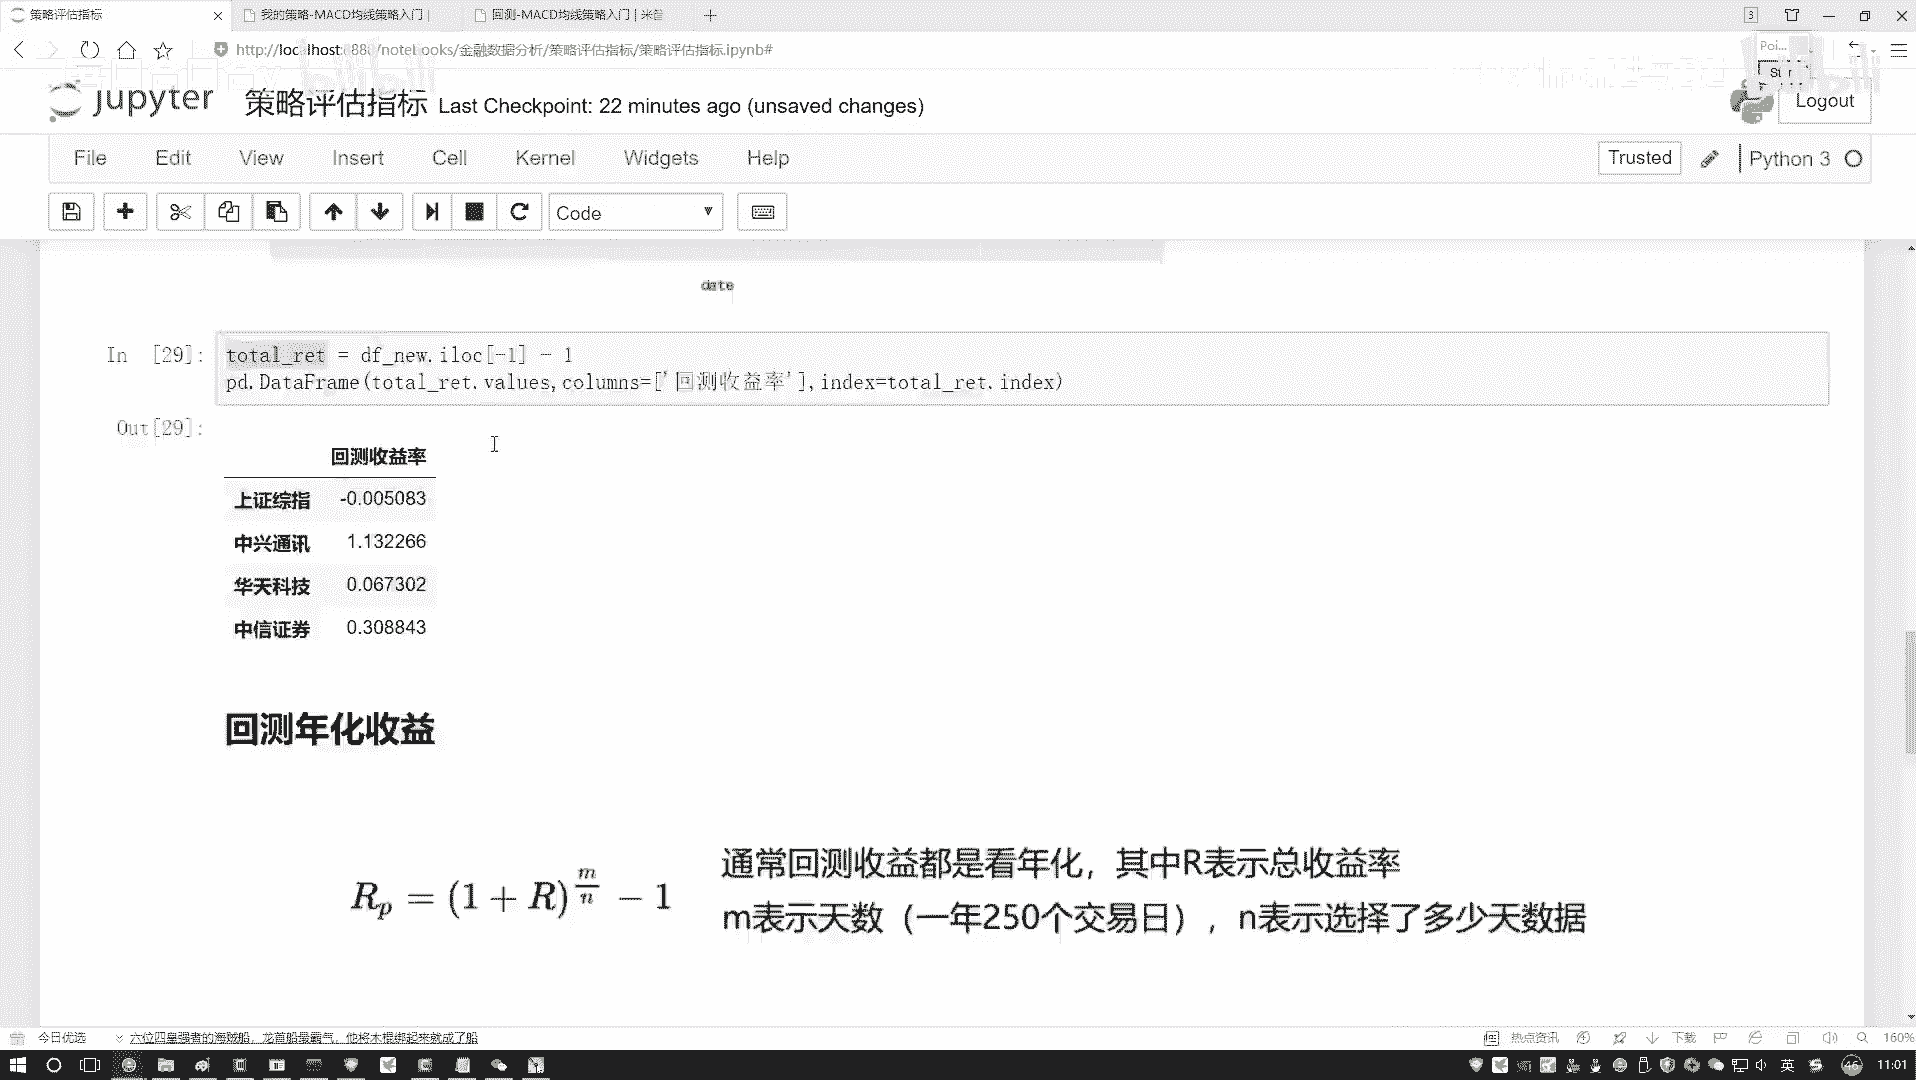 策略评估指标
我的策略-MACD均线策略入门 |
回测-MACD均线策略入门 | 米
3
http://localhost:888/notebooks/金融数据分析/策略评估指标/策略评估指标.ipynb#
Poi...
jupyter 策略评估指标 Last Checkpoint: 22 minutes ago (unsaved changes)
Logout
File Edit View Insert Cell Kernel Widgets Help
Trusted Python 3
Code
date
In [29]: total_ret = df_new.iloc[-1] - 1
pd.DataFrame(total_ret.values,columns=['回测收益率'],index=total_ret.index)
Out[29]:
回测收益率
上证综指 -0.005083
中兴通讯 1.132266
华天科技 0.067302
中信证券 0.308843
回测年化收益
通常回测收益都是看年化，其中R表示总收益率
R_p = (1 + R)^{m/n} - 1
m表示天数（一年250个交易日），n表示选择了多少天数据
今日优选 六位四皇强者的海贼船，龙首船最霸气，他将木棍绑起来就成了船
热点资讯 下载 160%
英 46 11:01